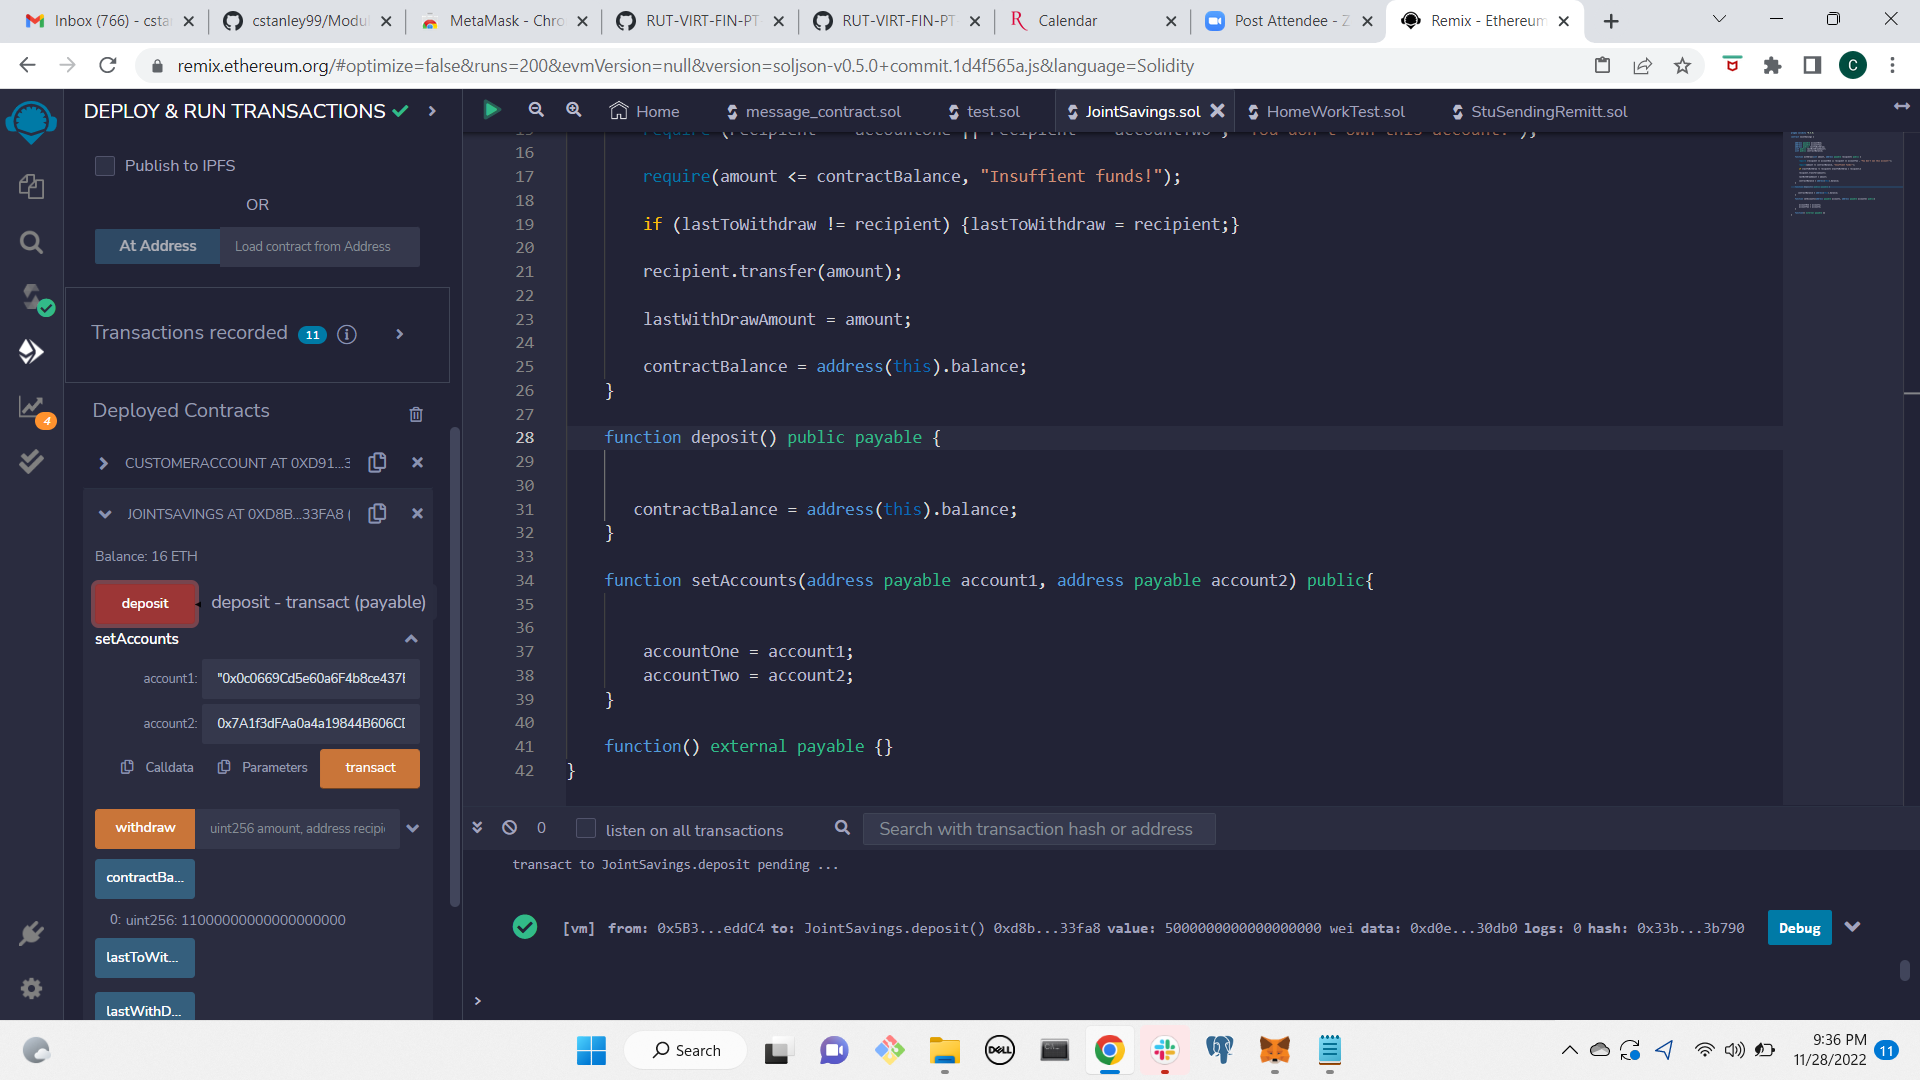 Inbox (766) - csta
cstanley99/Modul
MetaMask - Chro
RUT-VIRT-FIN-PT-
RUT-VIRT-FIN-PT-
Calendar
Post Attendee - Z
Remix - Ethereum
remix.ethereum.org/#optimize=false&runs=200&evmVersion=null&version=soljson-v0.5.0+commit.1d4f565a.js&language=Solidity
C
DEPLOY & RUN TRANSACTIONS
Home
message_contract.sol
test.sol
JointSavings.sol
HomeWorkTest.sol
StuSendingRemitt.sol
Publish to IPFS
OR
At Address
Load contract from Address
Transactions recorded 11
Deployed Contracts
4
CUSTOMERACCOUNT AT 0XD91...3
JOINTSAVINGS AT 0XD8B...33FA8 (
Balance: 16 ETH
deposit
deposit - transact (payable)
setAccounts
account1:
"0x0c0669Cd5e60a6F4b8ce437E
account2:
0x7A1f3dFAa0a4a19844B606CD
Calldata
Parameters
transact
withdraw
uint256 amount, address recipi
contractBa...
0: uint256: 11000000000000000000
lastToWit...
lastWithD...
16
17 require(amount <= contractBalance, "Insuffient funds!");
18
19 if (lastToWithdraw != recipient) {lastToWithdraw = recipient;}
20
21 recipient.transfer(amount);
22
23 lastWithDrawAmount = amount;
24
25 contractBalance = address(this).balance;
26 }
27
28 function deposit() public payable {
29
30
31 contractBalance = address(this).balance;
32 }
33
34 function setAccounts(address payable account1, address payable account2) public{
35
36
37 accountOne = account1;
38 accountTwo = account2;
39 }
40
41 function() external payable {}
42 }
0
listen on all transactions
Search with transaction hash or address
transact to JointSavings.deposit pending ...
[vm] from: 0x5B3...eddC4 to: JointSavings.deposit() 0xd8b...33fa8 value: 5000000000000000000 wei data: 0xd0e...30db0 logs: 0 hash: 0x33b...3b790
Debug
>
Search
DELL
9:36 PM
11/28/2022
11